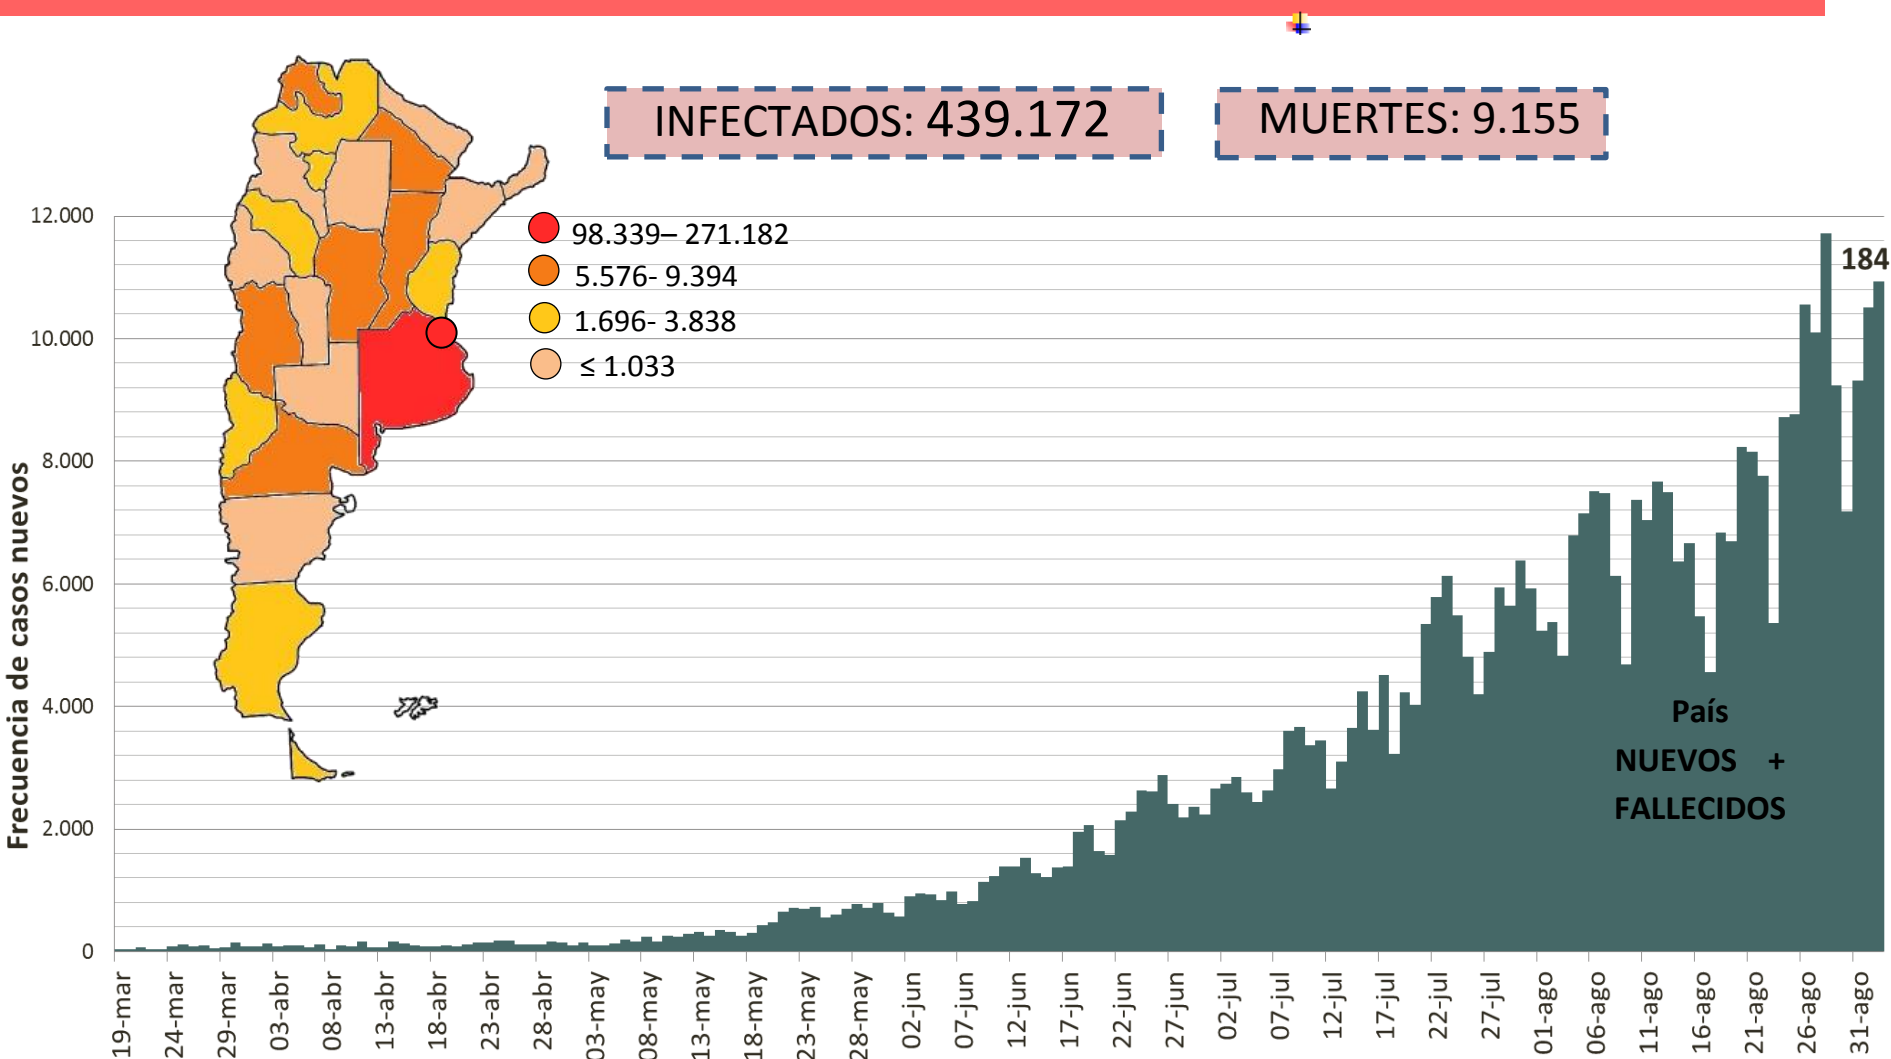 INFECTADOS: 439.172
MUERTES: 9.155
98.339– 271.182
5.576- 9.394
1.696- 3.838
≤ 1.033
184
País
NUEVOS +
FALLECIDOS
Frecuencia de casos nuevos
12.000
10.000
8.000
6.000
4.000
2.000
0
19-mar
24-mar
29-mar
03-abr
08-abr
13-abr
18-abr
23-abr
28-abr
03-may
08-may
13-may
18-may
23-may
28-may
02-jun
07-jun
12-jun
17-jun
22-jun
27-jun
02-jul
07-jul
12-jul
17-jul
22-jul
27-jul
01-ago
06-ago
11-ago
16-ago
21-ago
26-ago
31-ago